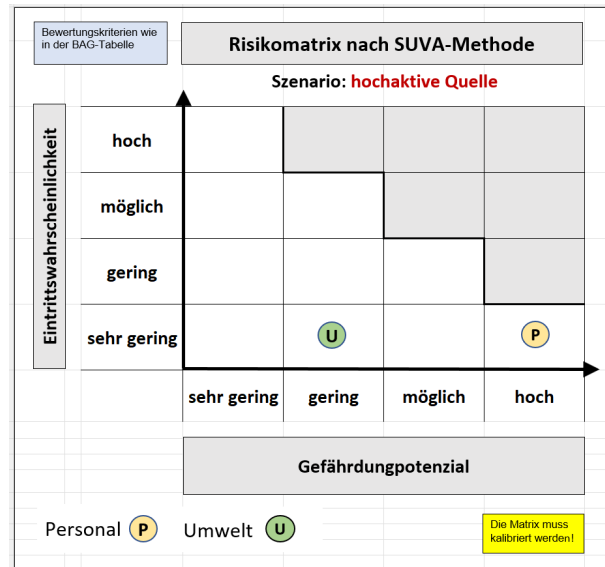 Bewertungskriterien wie
in der BAG-Tabelle
Risikomatrix nach SUVA-Methode
Szenario: hochaktive Quelle
Eintrittswahrscheinlichkeit
hoch
möglich
gering
sehr gering
U
P
sehr gering
gering
möglich
hoch
Gefährdungpotenzial
Personal P
Umwelt U
Die Matrix muss
kalibriert werden!